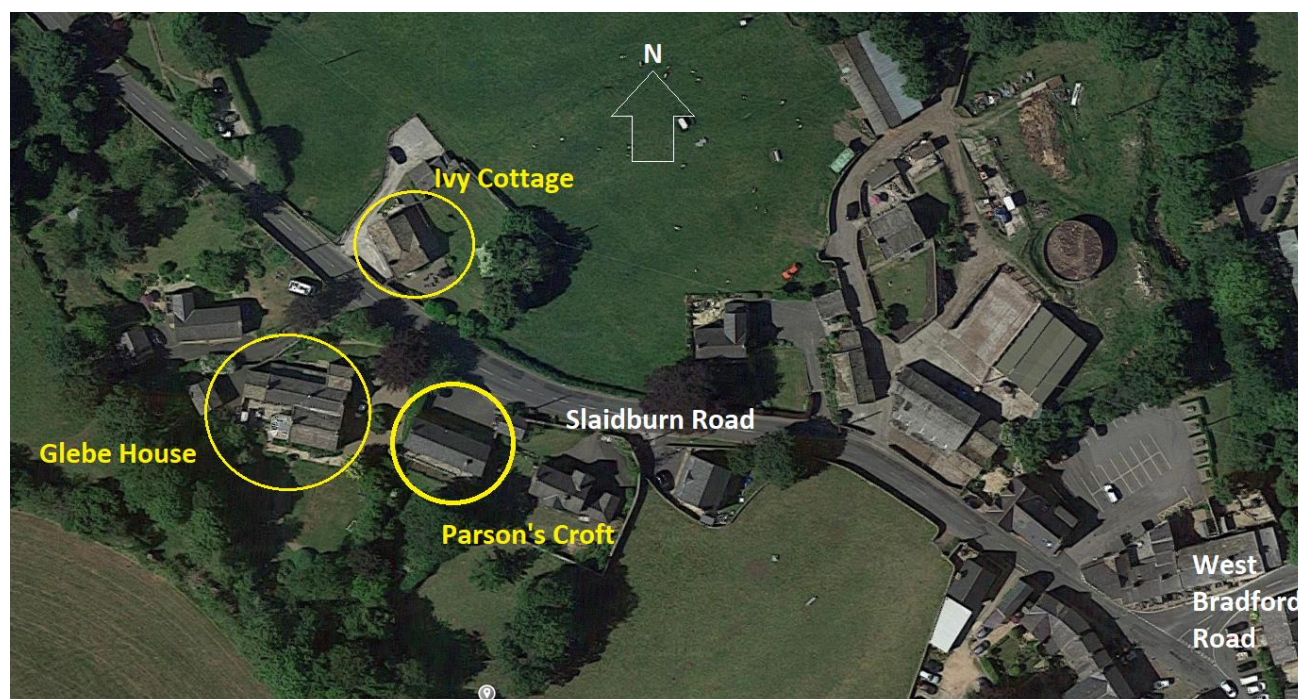 N
Ivy Cottage
Slaidburn Road
Glebe House
Parson's Croft
West
Bradford
Road